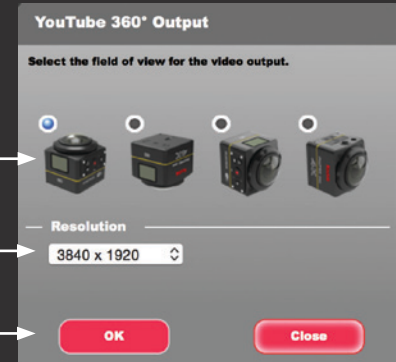 YouTube 360° Output
Select the field of view for the video output.
Resolution
3840 x 1920
OK
Close